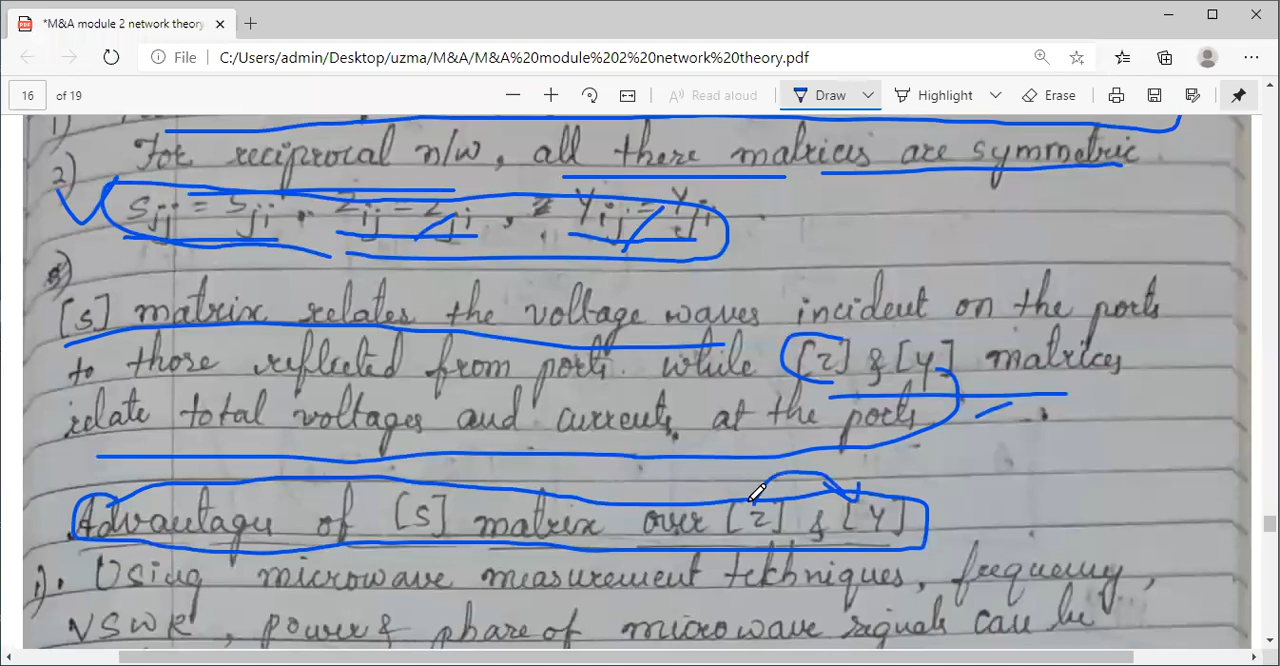 *M&A module 2 network theory
File C:/Users/admin/Desktop/uzma/M&A/M&A%20module%202%20network%20theory.pdf
16 of 19 Read aloud Draw Highlight Erase
1)
2) For reciprocal n/w, all these matrices are symmetric
Sij = Sji, Zij = Zji, Yij = Yji
3)
[S] matrix relates the voltage waves incident on the ports
to those reflected from ports. while [Z] & [Y] matrices
relate total voltages and currents at the ports
Advantages of [S] matrix over [Z] & [Y]
1). Using microwave measurement tekhniques, frequency,
VSWR, power & phase of microwave signals can be